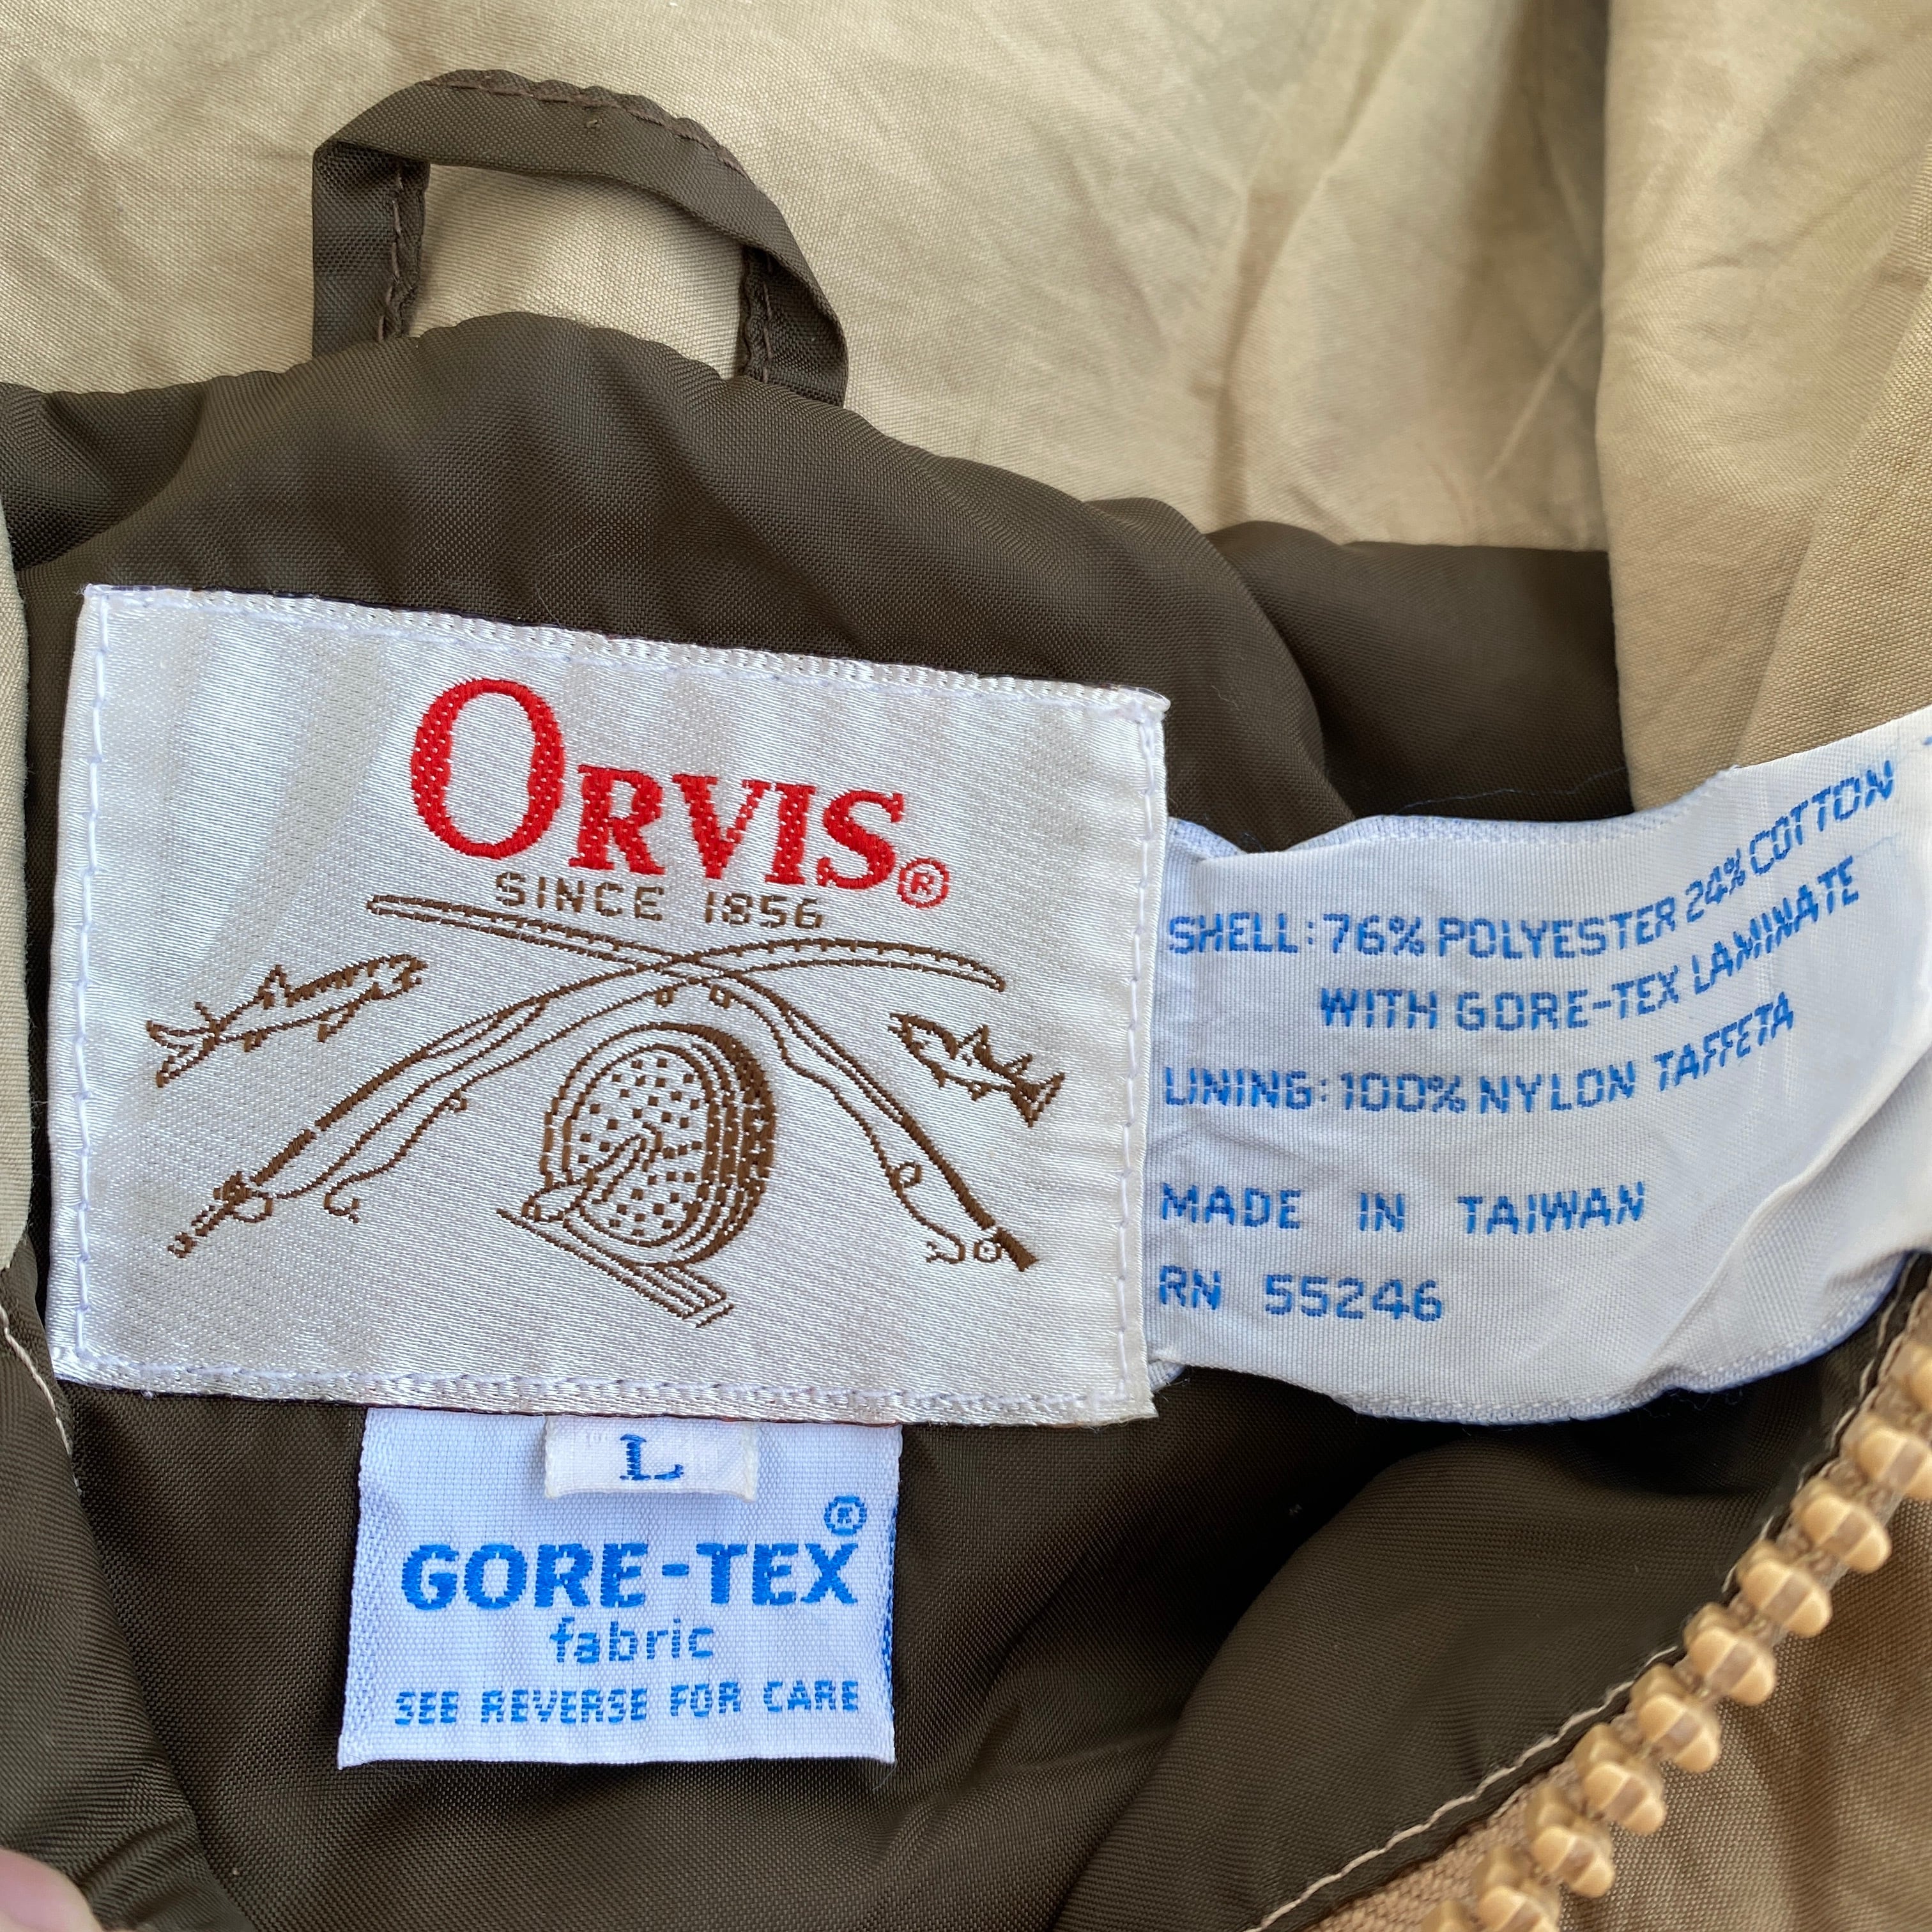 ORVIS®
SINCE 1856
SHELL: 76% POLYESTER 24% COTTON
WITH GORE-TEX LAMINATE
LINING: 100% NYLON TAFFETA
MADE IN TAIWAN
RN 55246
L
®
GORE-TEX
fabric
SEE REVERSE FOR CARE